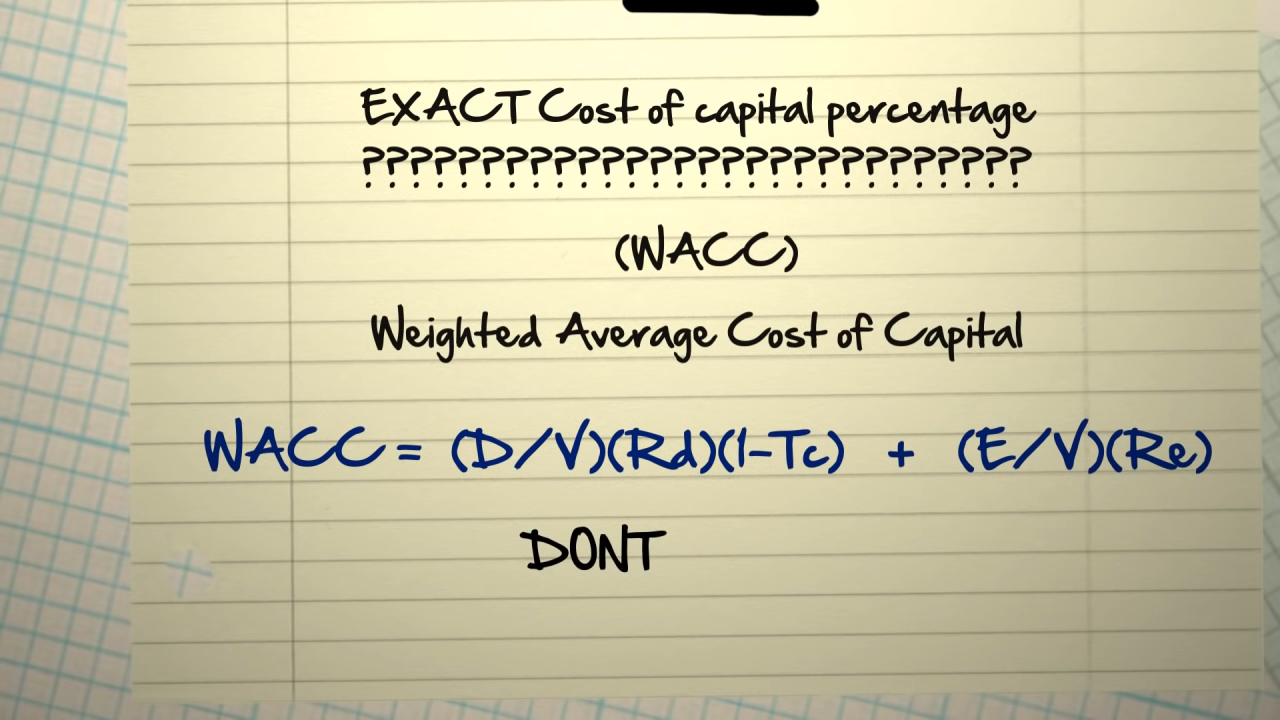 EXACT Cost of capital percentage
????????????????????????????
(WACC)
Weighted Average Cost of Capital
WACC = (D/V)(Rd)(1-Tc) + (E/V)(Re)
DONT